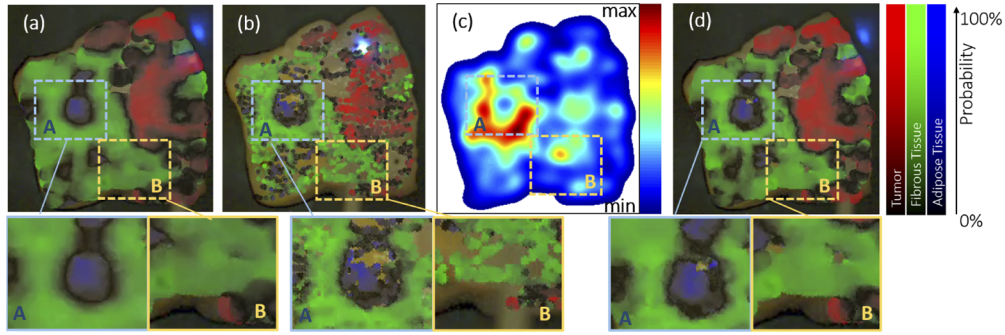 (a)
(b)
(c)
max
(d)
100%
A
A
A
A
B
B
B
B
min
Tumor
Fibrous Tissue
Adipose Tissue
Probability
0%
A
B
A
B
A
B